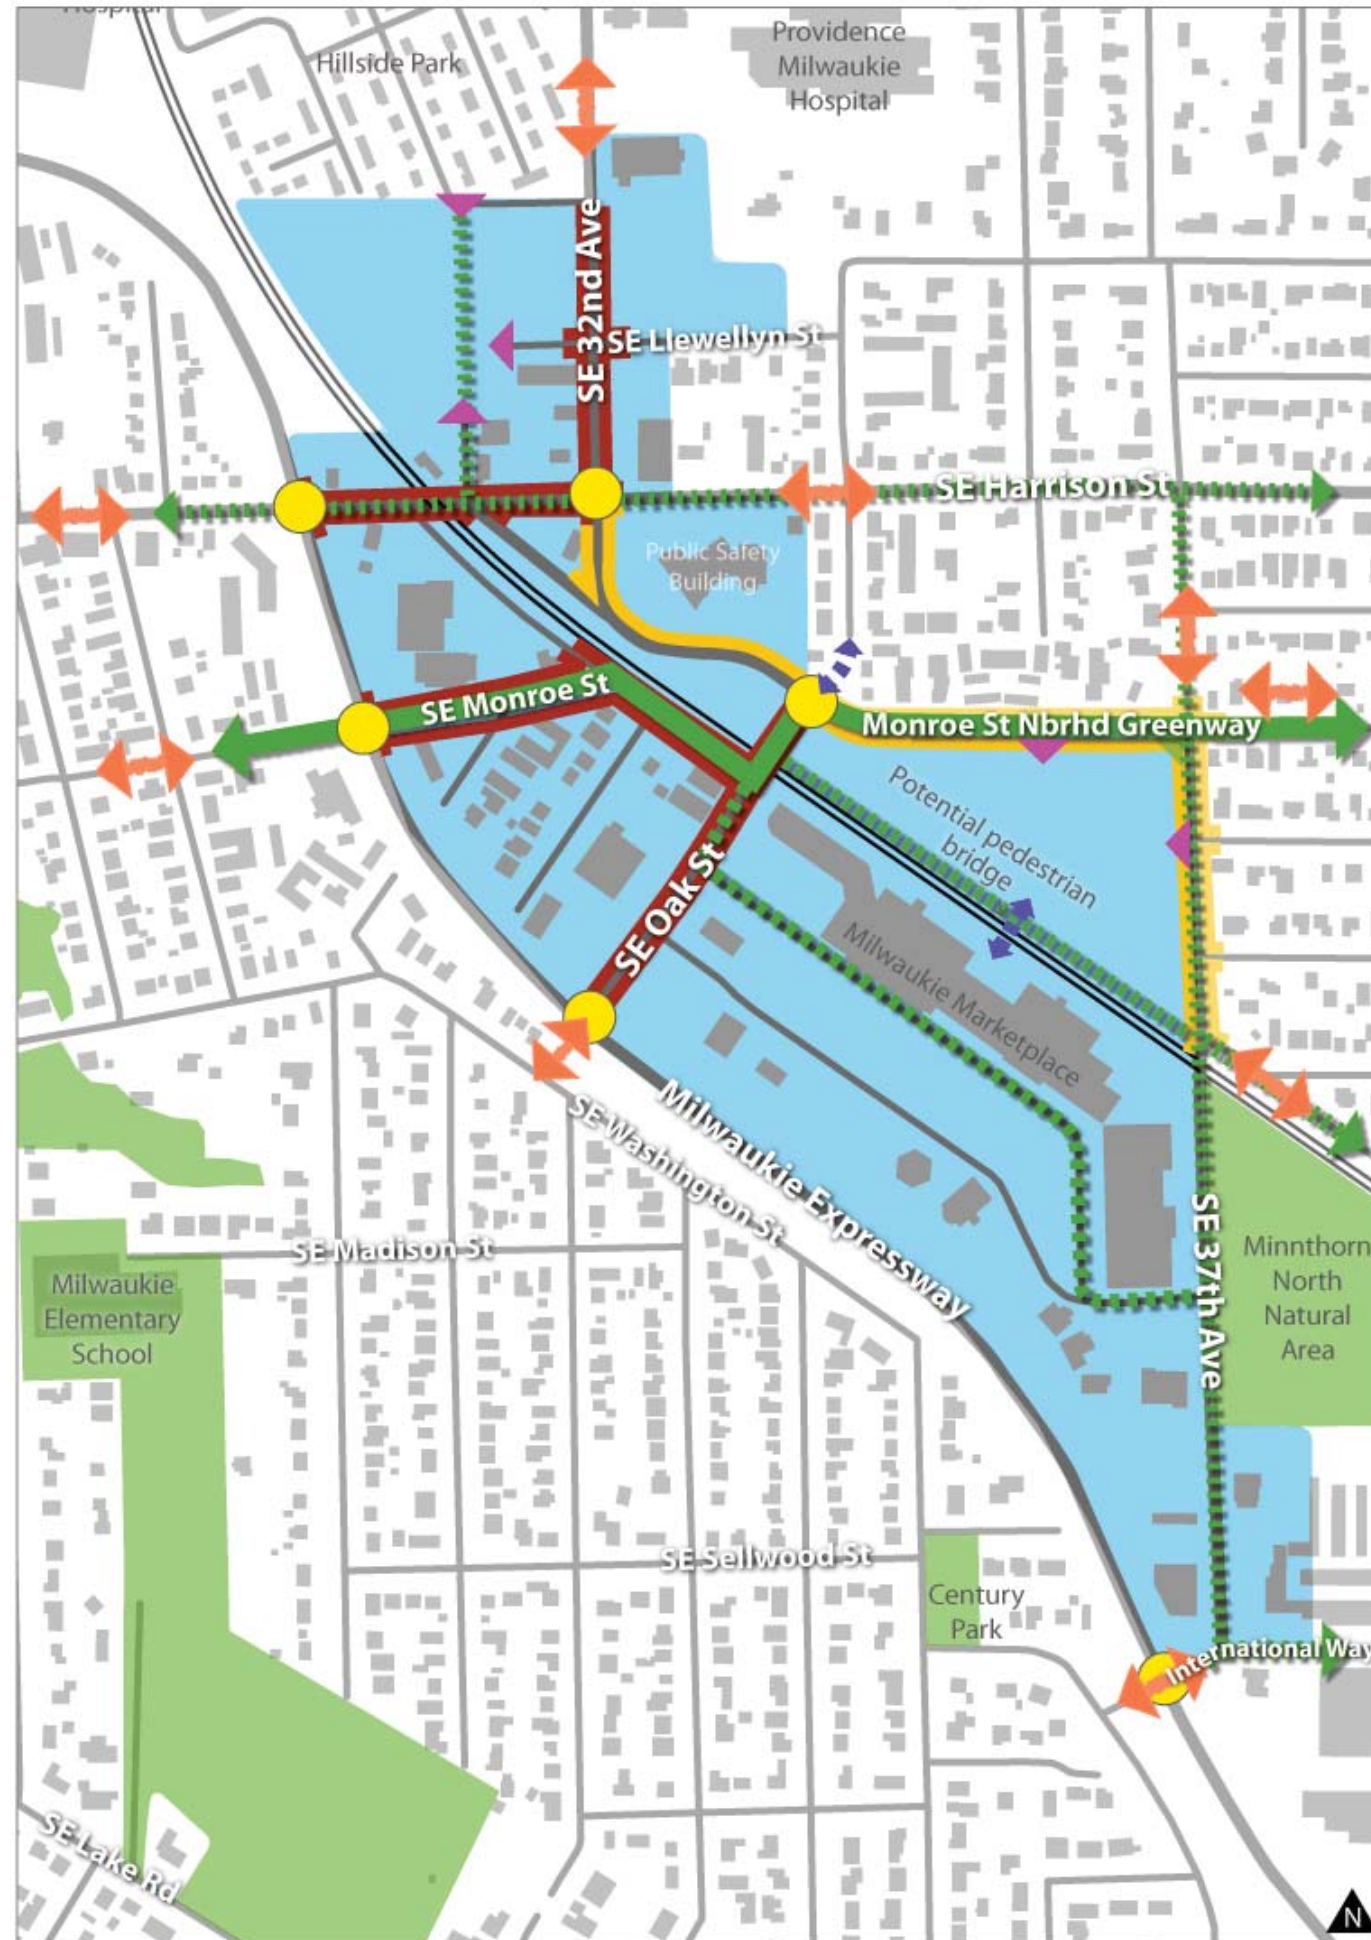 Hospital
Hillside Park
Providence
Milwaukie
Hospital
SE 32nd Ave
SE Llewellyn St
SE Harrison St
Public Safety
Building
SE Monroe St
Monroe St Nbrhd Greenway
Potential pedestrian
bridge
SE Oak St
Milwaukie Marketplace
Milwaukie Expressway
SE Washington St
SE Madison St
SE 37th Ave
Minnthorn
North
Natural
Area
Milwaukie
Elementary
School
SE Sellwood St
Century
Park
International Way
SE Lake Rd
N